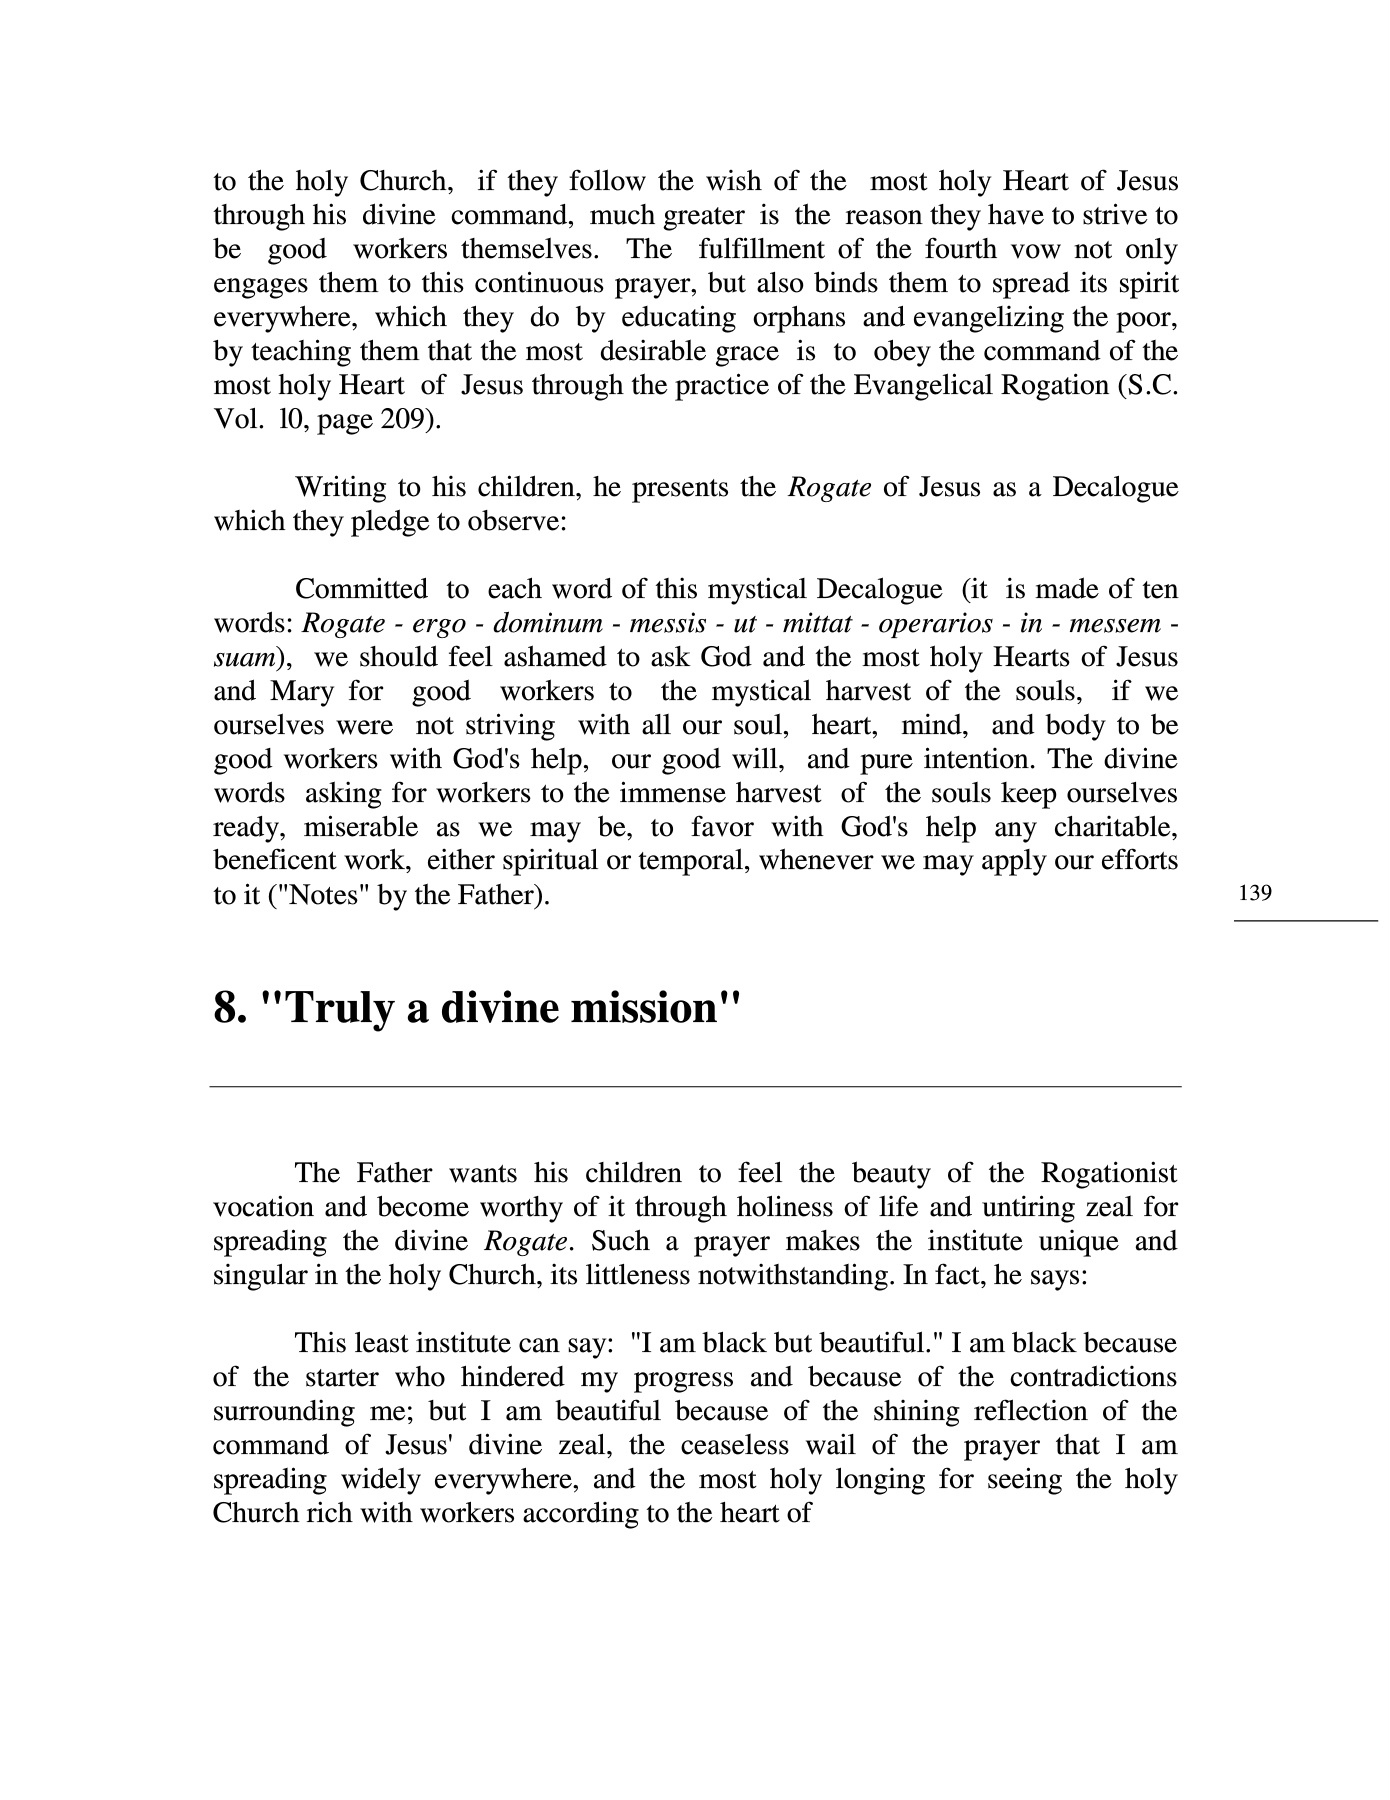 to the holy Church, if they follow the wish of the most holy Heart of Jesus
through his divine command, much greater is the reason they have to strive to
be good workers themselves. The fulfillment of the fourth vow not only
engages them to this continuous prayer, but also binds them to spread its spirit
everywhere, which they do by educating orphans and evangelizing the poor,
by teaching them that the most desirable grace is to obey the command of the
most holy Heart of Jesus through the practice of the Evangelical Rogation (S.C.
Vol. l0, page 209).
Writing to his children, he presents the Rogate of Jesus as a Decalogue
which they pledge to observe:
Committed to each word of this mystical Decalogue (it is made of ten
words: Rogate - ergo - dominum - messis - ut - mittat - operarios - in - messem -
suam), we should feel ashamed to ask God and the most holy Hearts of Jesus
and Mary for good workers to the mystical harvest of the souls, if we
ourselves were not striving with all our soul, heart, mind, and body to be
good workers with God's help, our good will, and pure intention. The divine
words asking for workers to the immense harvest of the souls keep ourselves
ready, miserable as we may be, to favor with God's help any charitable,
beneficent work, either spiritual or temporal, whenever we may apply our efforts
to it ("Notes" by the Father).
139
8. "Truly a divine mission"
The Father wants his children to feel the beauty of the Rogationist
vocation and become worthy of it through holiness of life and untiring zeal for
spreading the divine Rogate. Such a prayer makes the institute unique and
singular in the holy Church, its littleness notwithstanding. In fact, he says:
This least institute can say: "I am black but beautiful." I am black because
of the starter who hindered my progress and because of the contradictions
surrounding me; but I am beautiful because of the shining reflection of the
command of Jesus' divine zeal, the ceaseless wail of the prayer that I am
spreading widely everywhere, and the most holy longing for seeing the holy
Church rich with workers according to the heart of